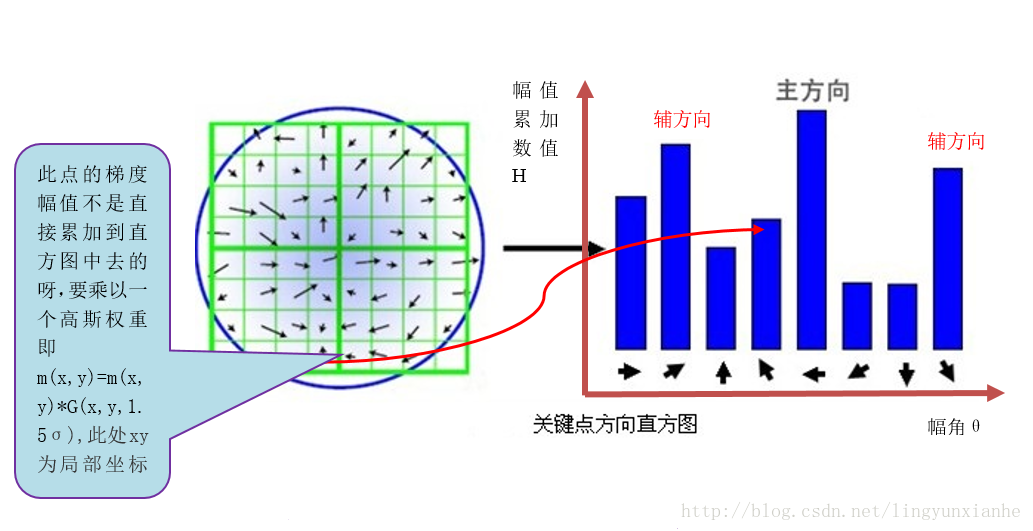 此点的梯度
幅值不是直
接累加到直
方图中去的
呀,要乘以一
个高斯权重
即
m(x,y)=m(x,
y)*G(x,y,1.
5σ),此处xy
为局部坐标
幅值
累加
数值
H
辅方向
主方向
辅方向
关键点方向直方图
幅角θ
http://blog.csdn.net/lingyunxianhe